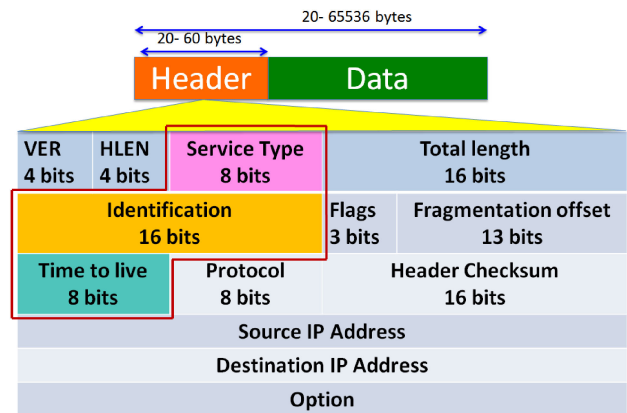 20- 65536 bytes
20- 60 bytes
Header Data
VER HLEN Service Type Total length
4 bits 4 bits 8 bits 16 bits
Identification Flags Fragmentation offset
16 bits 3 bits 13 bits
Time to live Protocol Header Checksum
8 bits 8 bits 16 bits
Source IP Address
Destination IP Address
Option